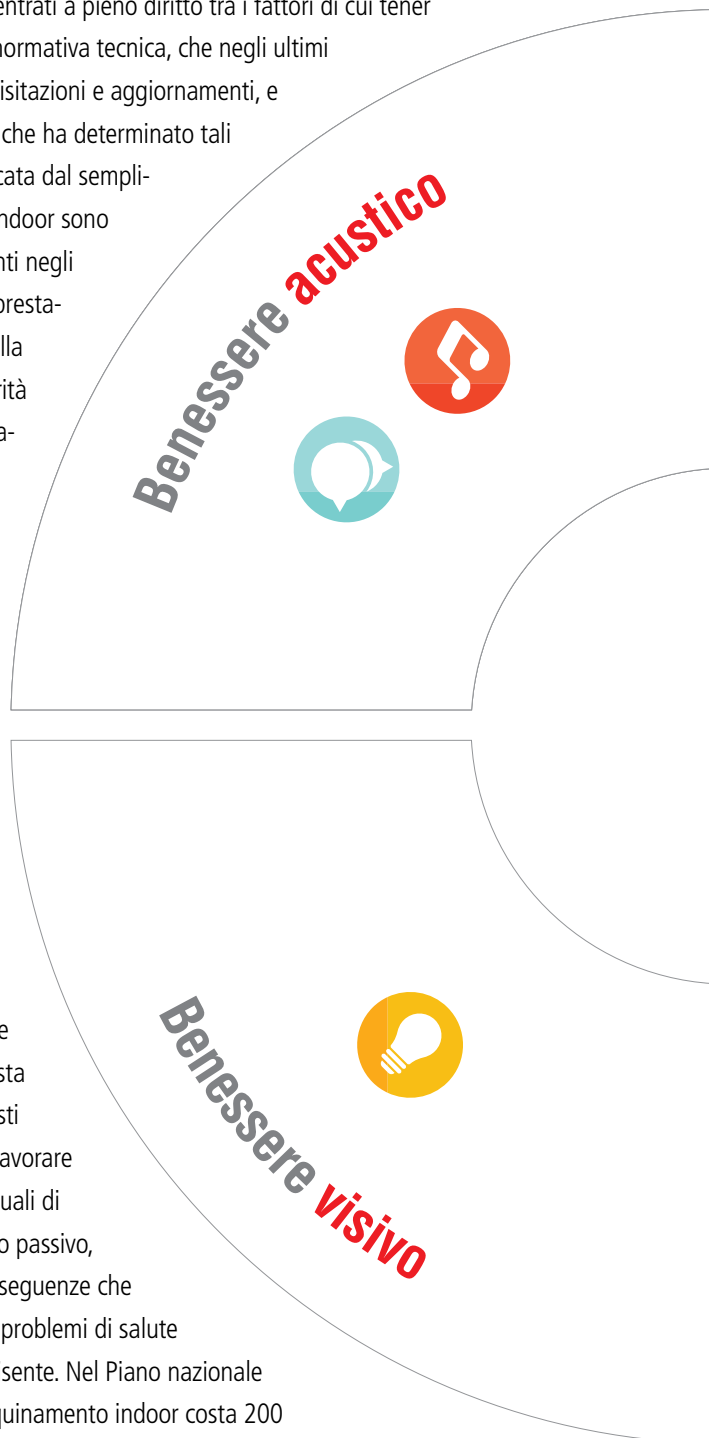 entrati a pieno diritto tra i fattori di cui tener
normativa tecnica, che negli ultimi
isitazioni e aggiornamenti, e
che ha determinato tali
cata dal sempli-
ndoor sono
nti negli
presta-
lla
rità
a-
Benessere acustico
Benessere visivo
e
sta
sti
avorare
uali di
o passivo,
seguenze che
problemi di salute
isente. Nel Piano nazionale
quinamento indoor costa 200